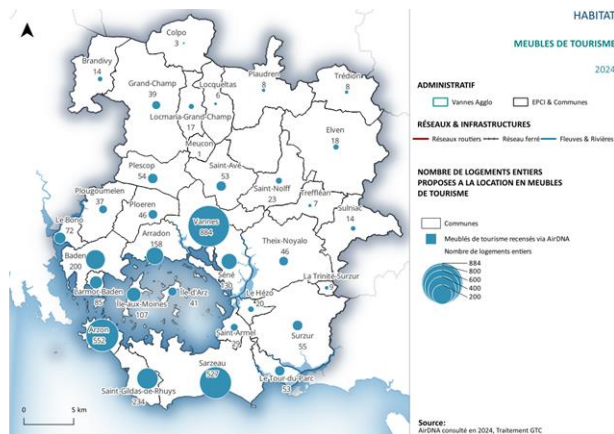 HABITAT
MEUBLES DE TOURISME
2024
ADMINISTRATIF
Vannes Agglo
EPCI & Communes
RÉSEAUX & INFRASTRUCTURES
Réseaux routiers
Réseau ferré
Fleuves & Rivières
NOMBRE DE LOGEMENTS ENTIERS
PROPOSES A LA LOCATION EN MEUBLES
DE TOURISME
Communes
Meublés de tourisme recensés via AirDNA
Nombre de logements entiers
884
800
600
400
200
Source:
AirDNA consulté en 2024, Traitement GTC
Colpo
3
Brandivy
14
Grand-Champ
39
Locqueltas
6
Plaudren
8
Trédion
8
Locmaria-Grand-Champ
17
Meucon
1
Elven
18
Plescop
54
Saint-Avé
53
Saint-Nolff
23
Treffléan
7
Sulniac
14
Plougoumelen
37
Ploeren
46
Le Bono
72
Vannes
884
Arradon
158
Theix-Noyalo
46
Baden
200
Séné
130
La Trinité-Surzur
9
Larmor-Baden
Île-aux-Moines
107
Île-d'Arz
41
Le Hézo
20
Arzon
552
Saint-Armel
Surzur
55
Saint-Gildas-de-Rhuys
234
Sarzeau
527
Le Tour-du-Parc
53
0
5 km